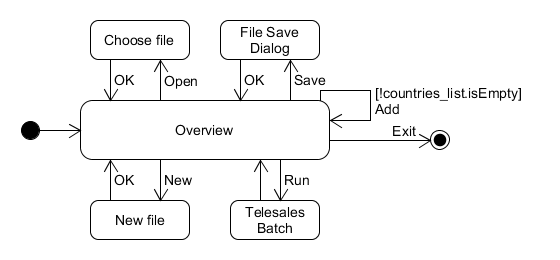 Choose file
File Save
Dialog
OK
Open
OK
Save
[!countries_list.isEmpty]
Add
Overview
Exit
OK
New
Run
New file
Telesales
Batch